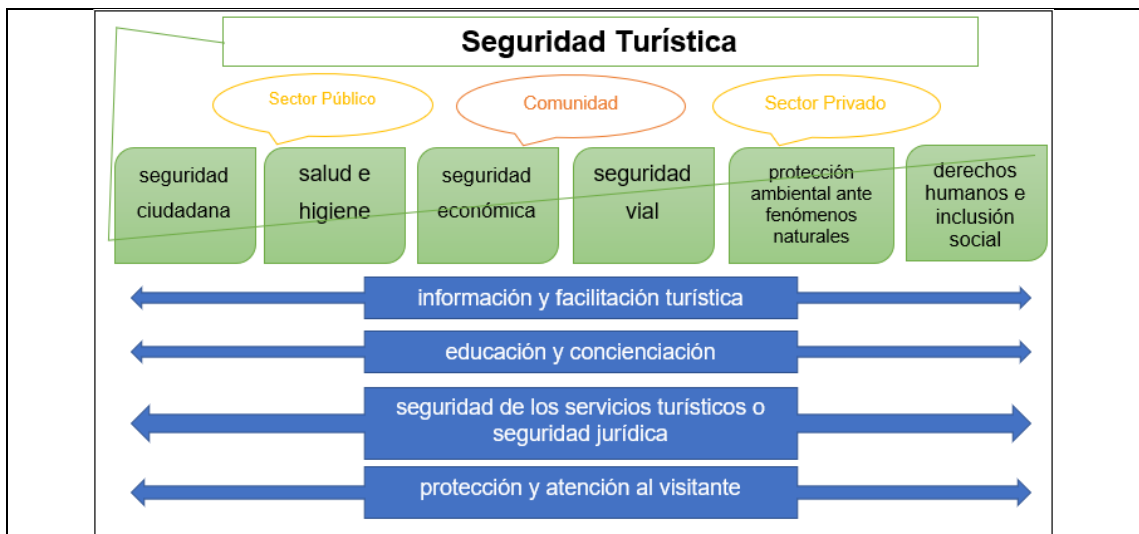 Seguridad Turística
Sector Público
Comunidad
Sector Privado
seguridad
ciudadana
salud e
higiene
seguridad
económica
seguridad
vial
protección
ambiental ante
fenómenos
naturales
derechos
humanos e
inclusión
social
información y facilitación turística
educación y concienciación
seguridad de los servicios turísticos o
seguridad jurídica
protección y atención al visitante